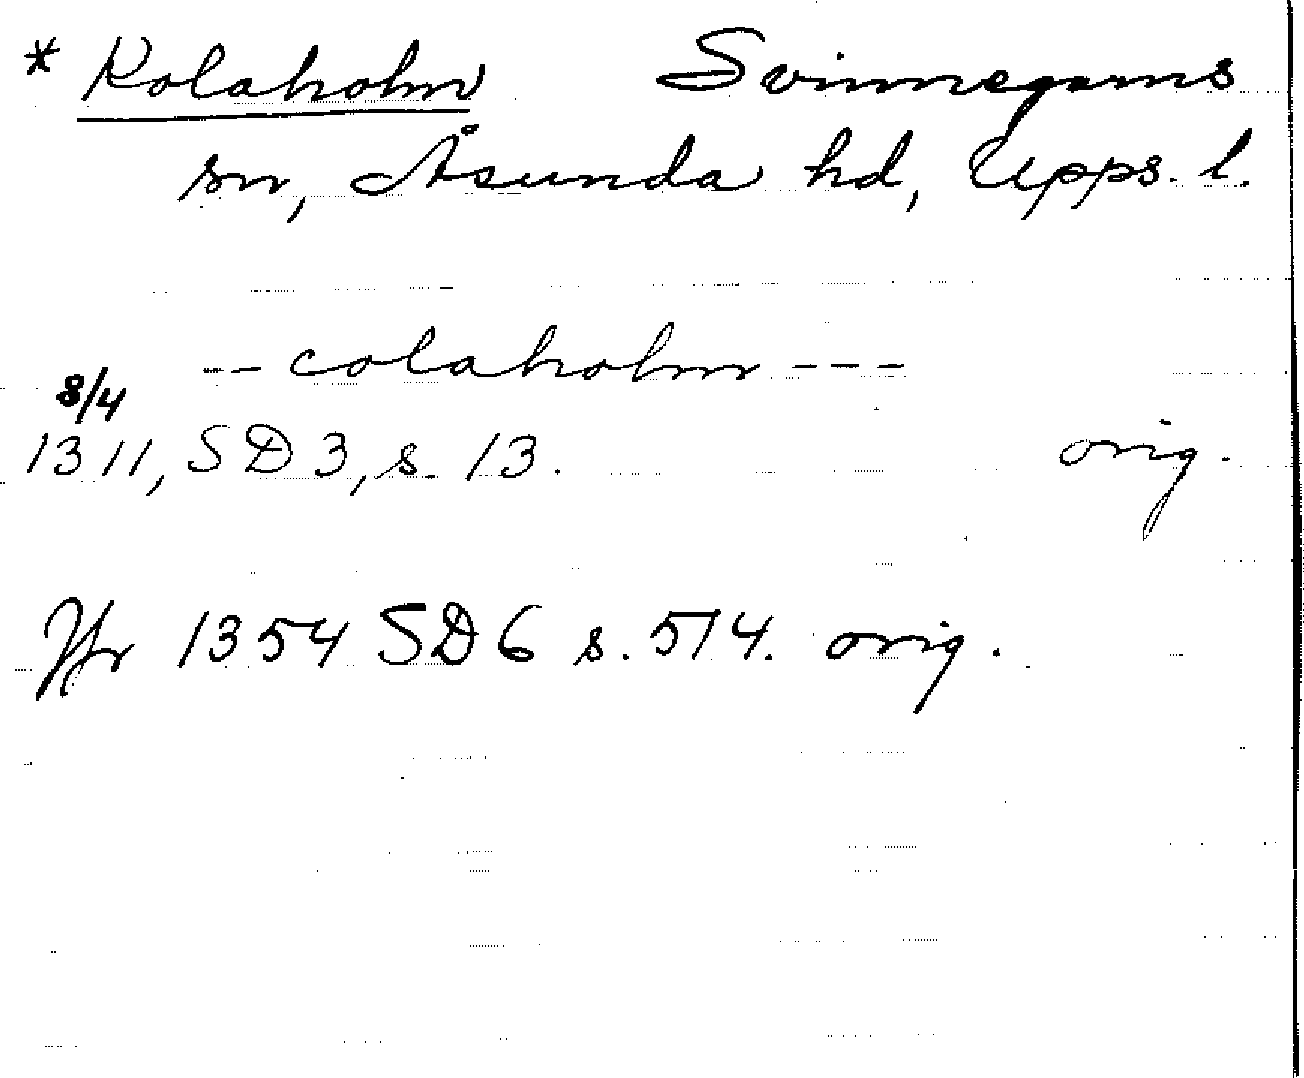 * Kolaholm Svinnegarns
sn, Åsunda hd, Upps. l.
-- colaholm ---
8/4
1311, SD 3, s. 13. orig.
Jfr 1354 SD 6 s. 514. orig.